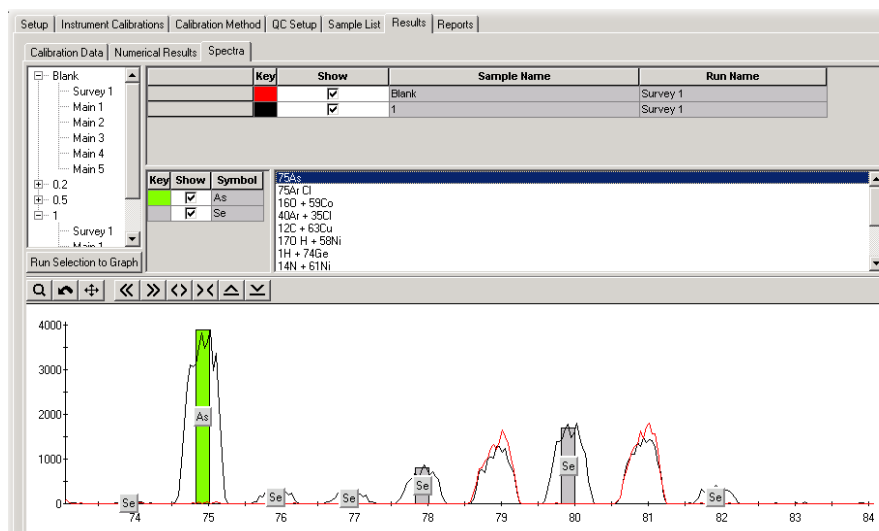 Setup Instrument Calibrations Calibration Method QC Setup Sample List Results Reports
Calibration Data Numerical Results Spectra
Blank
Survey 1
Main 1
Main 2
Main 3
Main 4
Main 5
0.2
0.5
1
Survey 1
Main 1
Run Selection to Graph
Key Show Sample Name Run Name
Blank Survey 1
1 Survey 1
Key Show Symbol
As
Se
75As
75Ar Cl
16O + 59Co
40Ar + 35Cl
12C + 63Cu
17O H + 58Ni
1H + 74Ge
14N + 61Ni
4000
3000
2000
1000
0
Se As Se Se Se Se Se
74 75 76 77 78 79 80 81 82 83 84